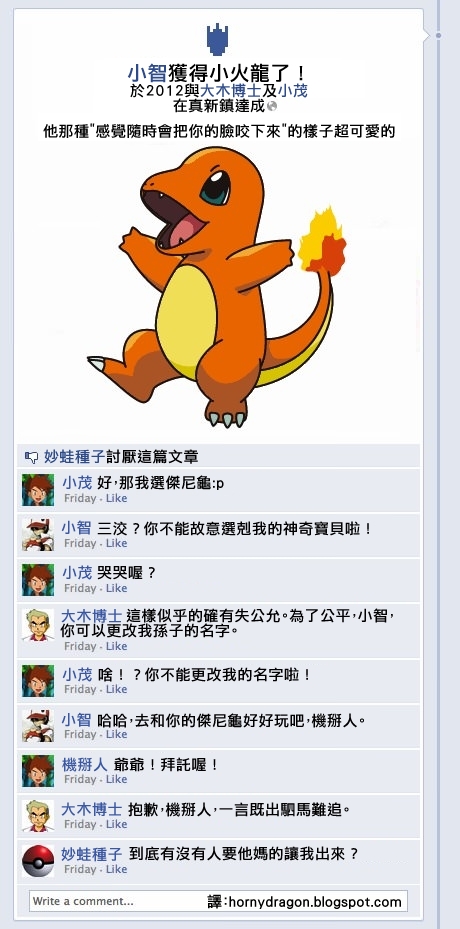 小智獲得小火龍了！
於2012與大木博士及小茂
在真新鎮達成
他那種"感覺隨時會把你的臉咬下來"的樣子超可愛的
妙蛙種子討厭這篇文章
小茂 好,那我選傑尼龜:p
Friday · Like
小智 三洨？你不能故意選剋我的神奇寶貝啦！
Friday · Like
小茂 哭哭喔？
Friday · Like
大木博士 這樣似乎的確有失公允。為了公平,小智,
你可以更改我孫子的名字。
Friday · Like
小茂 啥！？你不能更改我的名字啦！
Friday · Like
小智 哈哈,去和你的傑尼龜好好玩吧,機掰人。
Friday · Like
機掰人 爺爺！拜託喔！
Friday · Like
大木博士 抱歉,機掰人,一言既出駟馬難追。
Friday · Like
妙蛙種子 到底有沒有人要他媽的讓我出來？
Friday · Like
Write a comment... 譯:hornydragon.blogspot.com